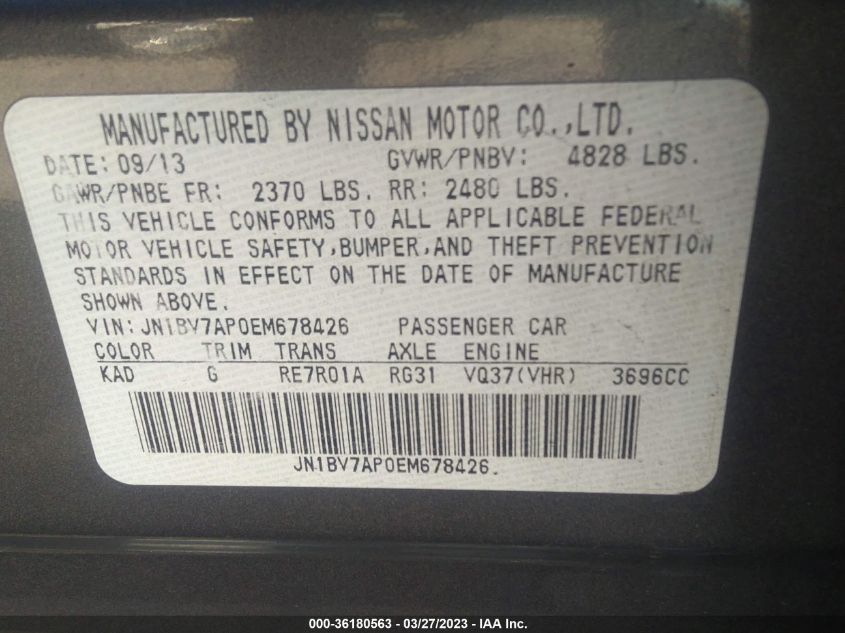 MANUFACTURED BY NISSAN MOTOR CO.,LTD.
DATE: 09/13 GVWR/PNBV: 4828 LBS.
GAWR/PNBE FR: 2370 LBS. RR: 2480 LBS.
THIS VEHICLE CONFORMS TO ALL APPLICABLE FEDERAL
MOTOR VEHICLE SAFETY,BUMPER,AND THEFT PREVENTION
STANDARDS IN EFFECT ON THE DATE OF MANUFACTURE
SHOWN ABOVE.
VIN: JN1BV7AP0EM678426 PASSENGER CAR
COLOR TRIM TRANS AXLE ENGINE
KAD G RE7R01A RG31 VQ37(VHR) 3696CC
JN1BV7AP0EM678426.
000-36180563 - 03/27/2023 - IAA Inc.